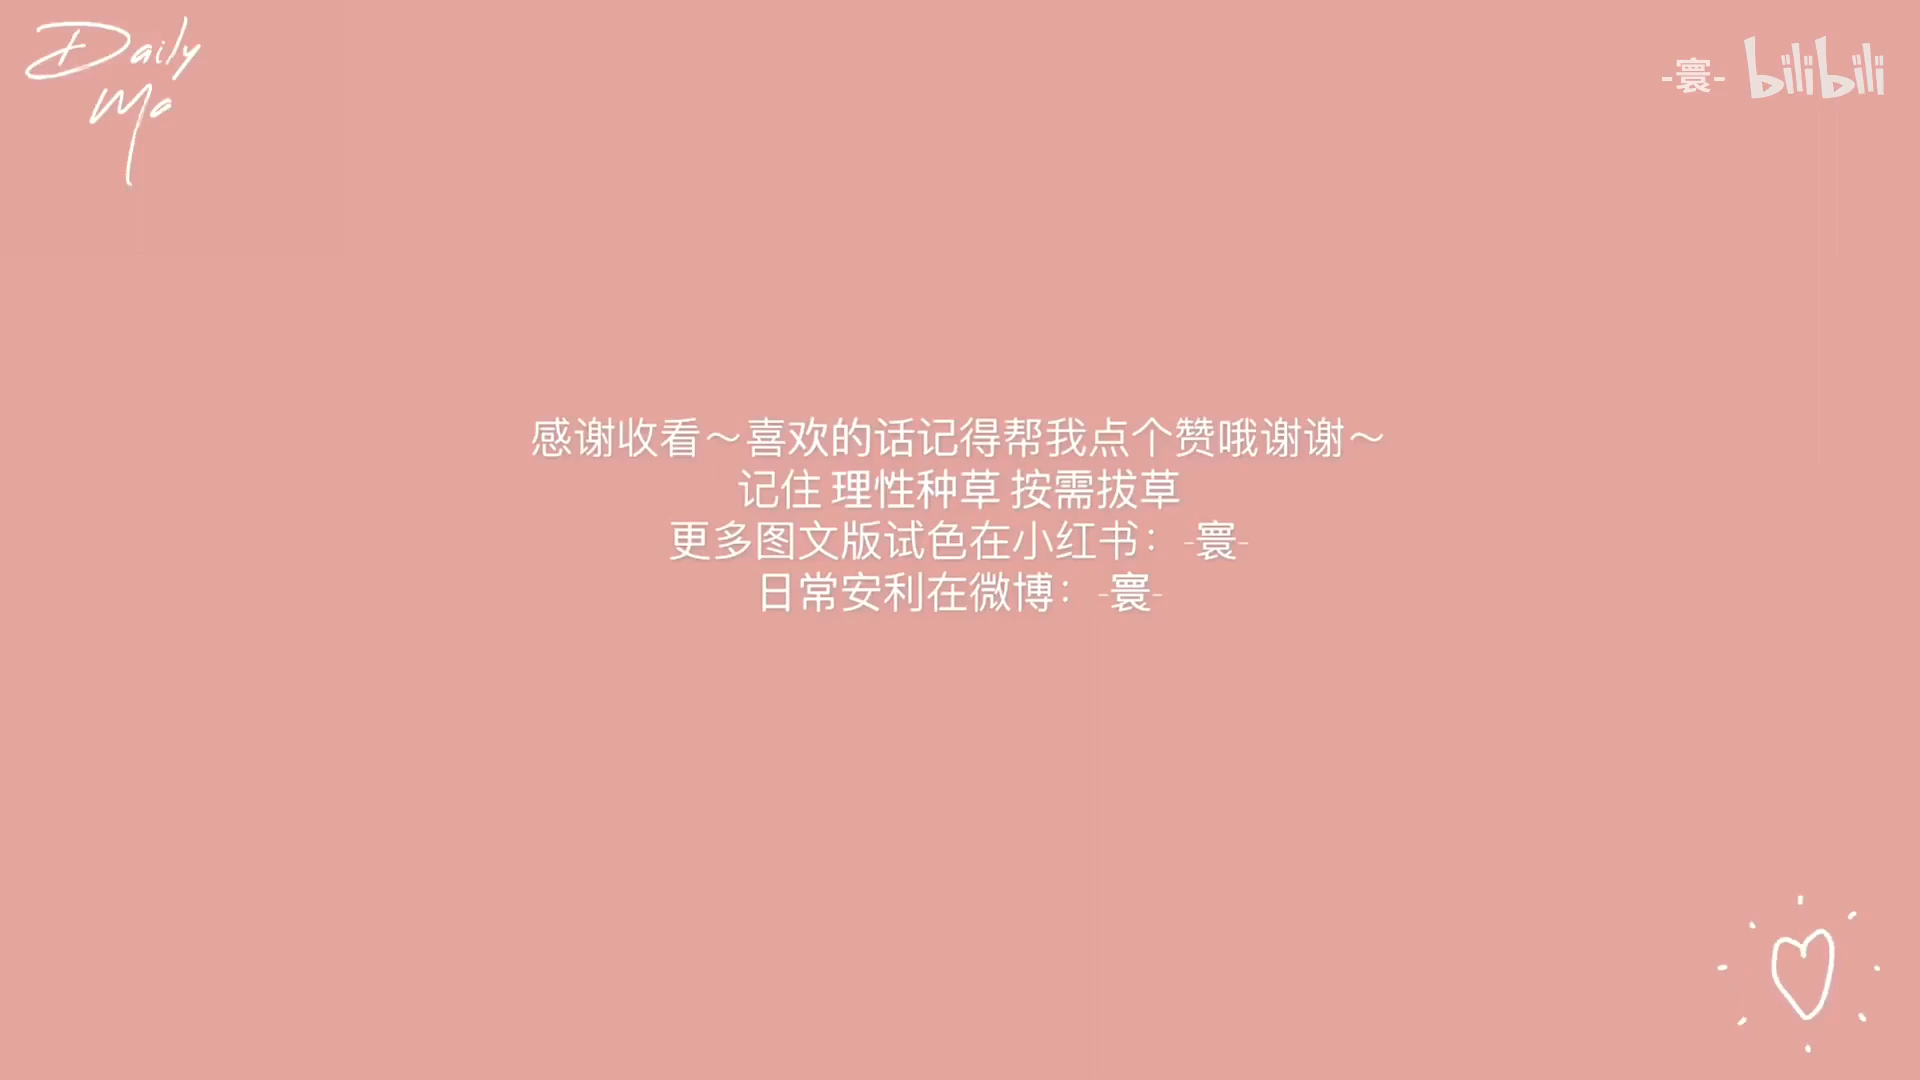 Daily
Ma
-寰- bilibili
感谢收看～喜欢的话记得帮我点个赞哦谢谢～
记住 理性种草 按需拔草
更多图文版试色在小红书：-寰-
日常安利在微博：-寰-